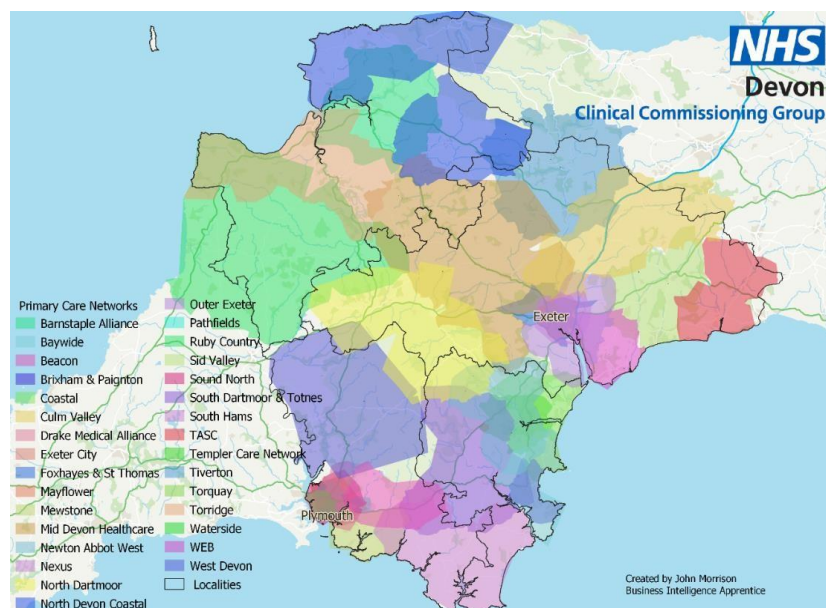 NHS
Devon
Clinical Commissioning Group
Exeter
Plymouth
Primary Care Networks
Barnstaple Alliance
Baywide
Beacon
Brixham & Paignton
Coastal
Culm Valley
Drake Medical Alliance
Exeter City
Foxhayes & St Thomas
Mayflower
Mewstone
Mid Devon Healthcare
Newton Abbot West
Nexus
North Dartmoor
North Devon Coastal
Outer Exeter
Pathfields
Ruby Country
Sid Valley
Sound North
South Dartmoor & Totnes
South Hams
TASC
Templer Care Network
Tiverton
Torquay
Torridge
Waterside
WEB
West Devon
Localities
Created by John Morrison
Business Intelligence Apprentice